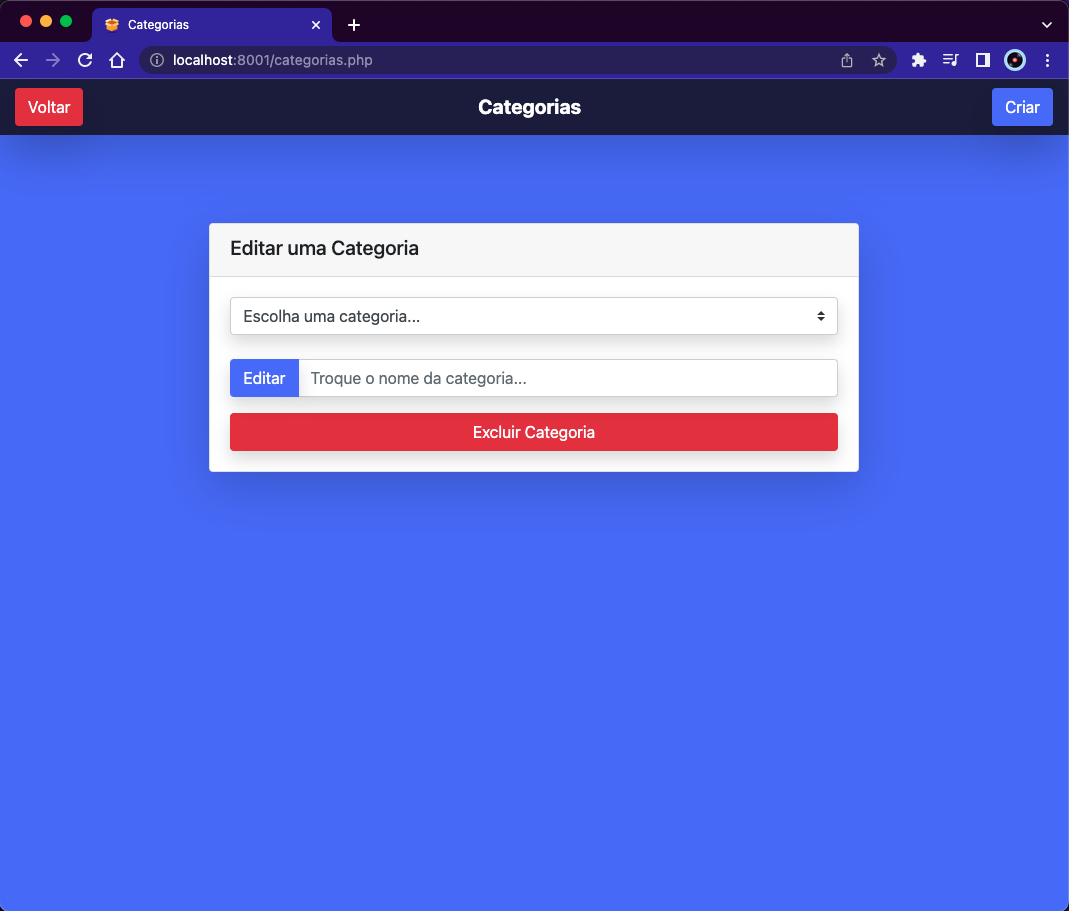 Categorias
localhost:8001/categorias.php
Voltar
Categorias
Criar
Editar uma Categoria
Escolha uma categoria...
Editar
Troque o nome da categoria...
Excluir Categoria